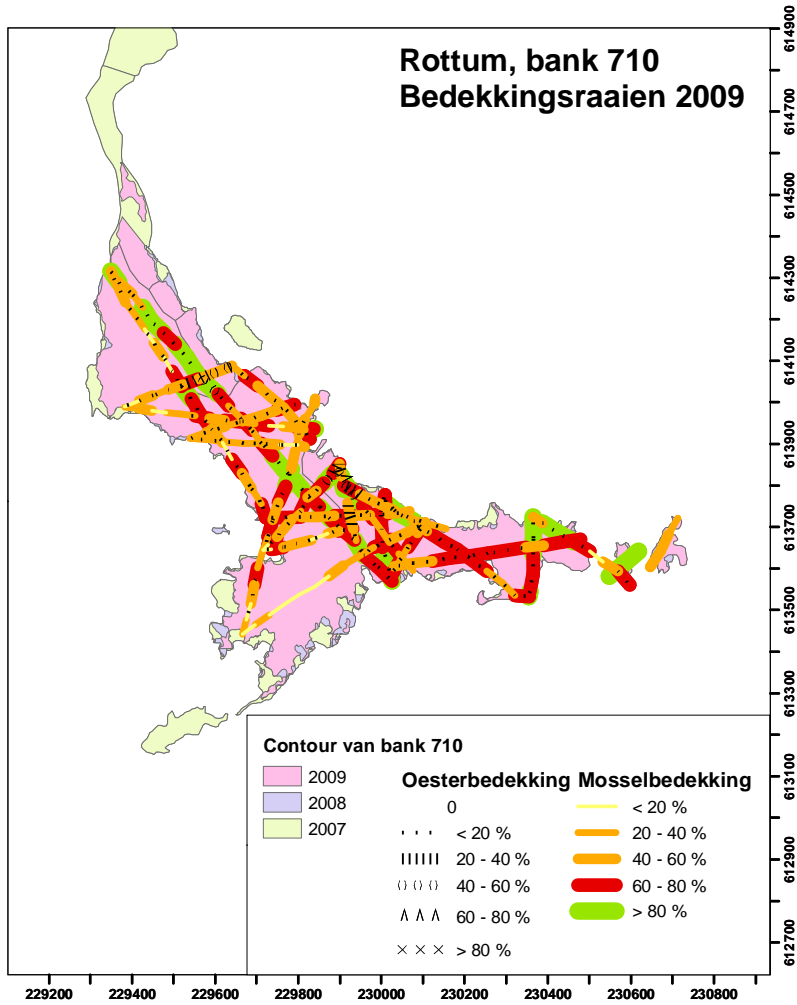 Rottum, bank 710
Bedekkingsraaien 2009
614900
614700
614500
614300
614100
613900
613700
613500
613300
613100
612900
612700
Contour van bank 710
2009
2008
2007
Oesterbedekking
0
< 20 %
20 - 40 %
40 - 60 %
60 - 80 %
> 80 %
Mosselbedekking
< 20 %
20 - 40 %
40 - 60 %
60 - 80 %
> 80 %
229200 229400 229600 229800 230000 230200 230400 230600 230800